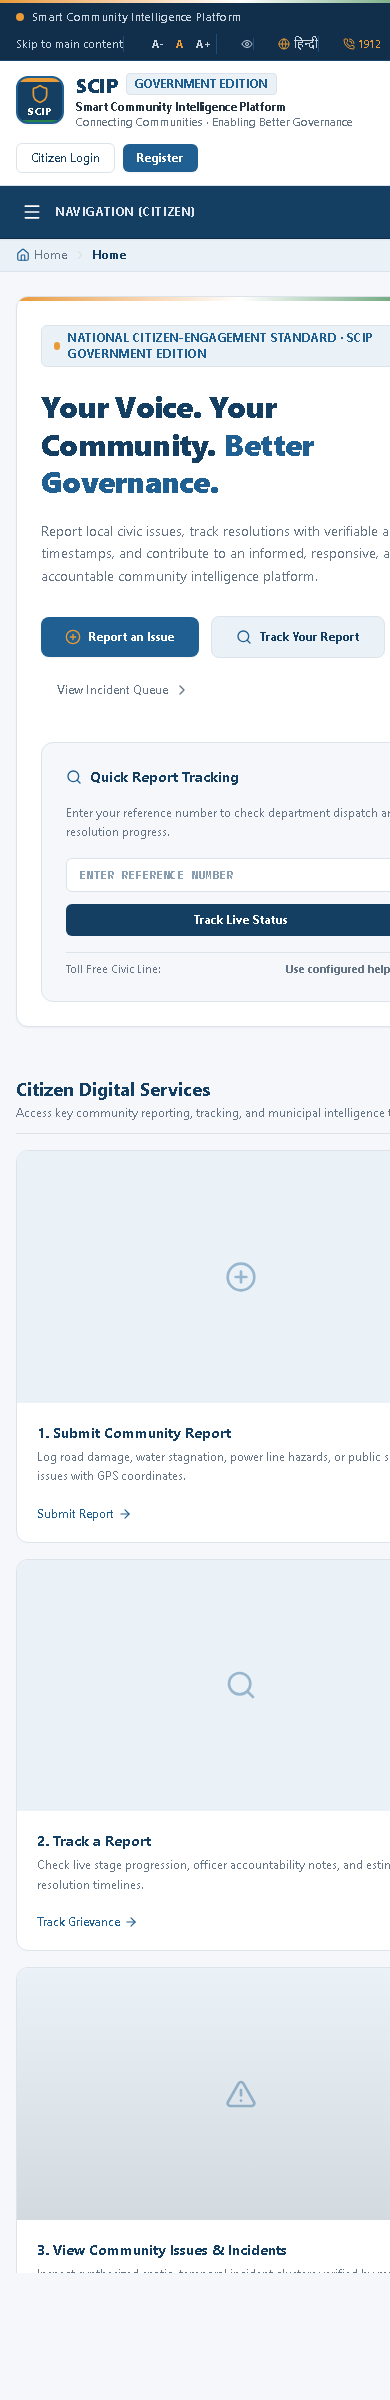 Smart Community Intelligence Platform
Skip to main content A- A A+ हिन्दी 1912
SCIP
SCIP GOVERNMENT EDITION
Smart Community Intelligence Platform
Connecting Communities · Enabling Better Governance
Citizen Login Register
NAVIGATION (CITIZEN)
Home Home
NATIONAL CITIZEN-ENGAGEMENT STANDARD · SCIP
GOVERNMENT EDITION
Your Voice. Your
Community. Better
Governance.
Report local civic issues, track resolutions with verifiable
timestamps, and contribute to an informed, responsive,
accountable community intelligence platform.
Report an Issue Track Your Report
View Incident Queue
Quick Report Tracking
Enter your reference number to check department dispatch
resolution progress.
ENTER REFERENCE NUMBER
Track Live Status
Toll Free Civic Line: Use configured
Citizen Digital Services
Access key community reporting, tracking, and municipal intelligence
1. Submit Community Report
Log road damage, water stagnation, power line hazards, or public
issues with GPS coordinates.
Submit Report
2. Track a Report
Check live stage progression, officer accountability notes, and
resolution timelines.
Track Grievance
3. View Community Issues & Incidents